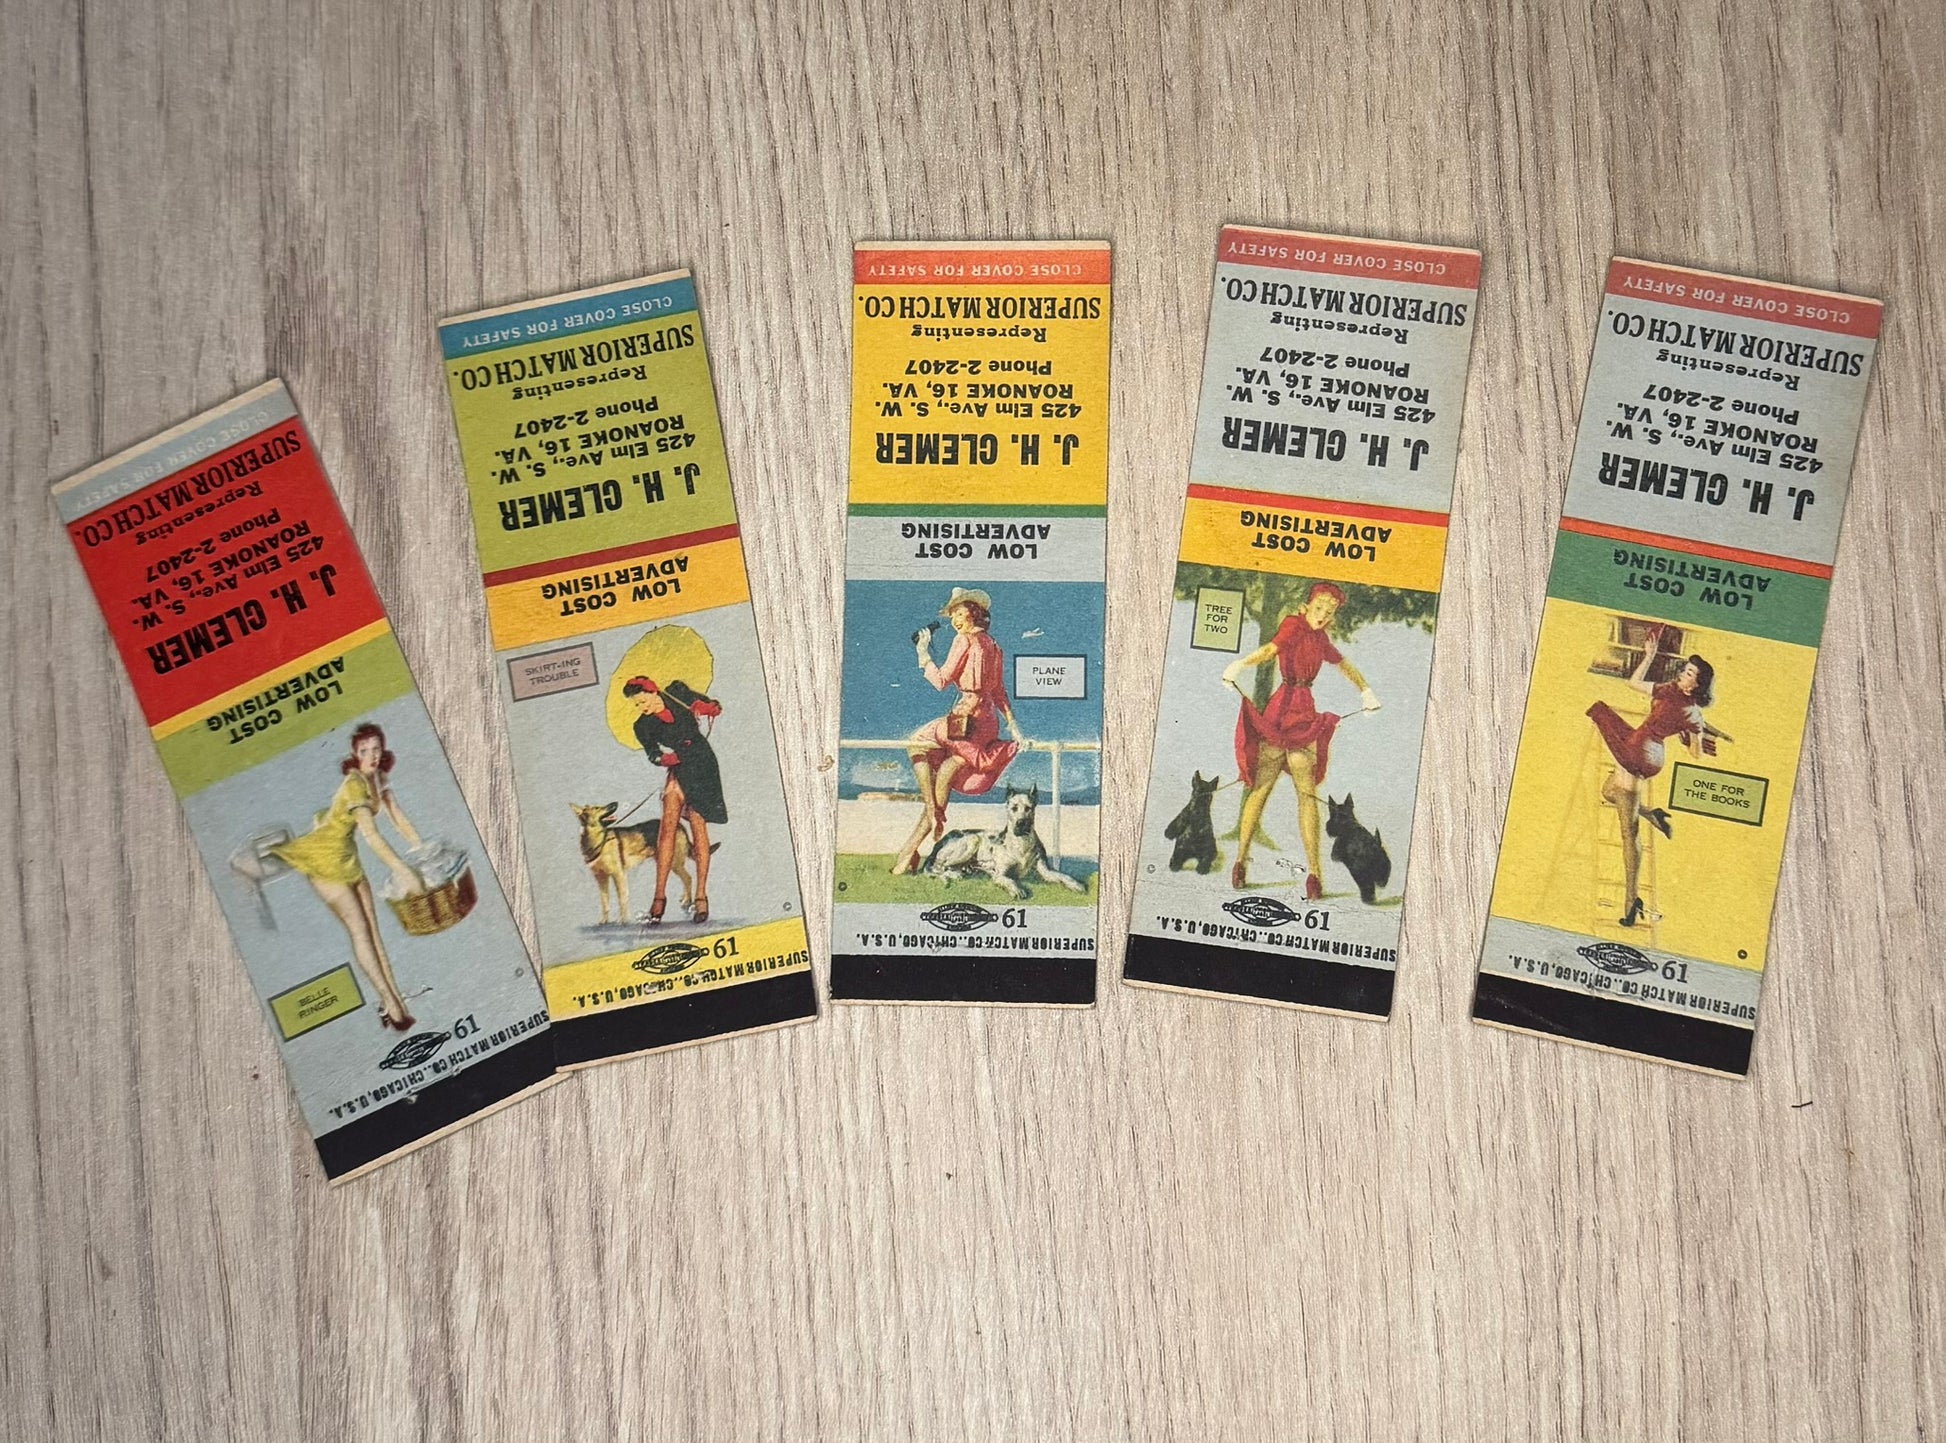 CLOSE COVER FOR SAFETY
SUPERIOR MATCH CO.
Representing
Phone 2-2407
ROANOKE 16, VA.
425 Elm Ave., S. W.
J. H. CLEMER
LOW COST
ADVERTISING
BELLE
RINGER
61
SUPERIOR MATCH CO., CHICAGO, U.S.A.
CLOSE COVER FOR SAFETY
SUPERIOR MATCH CO.
Representing
Phone 2-2407
ROANOKE 16, VA.
425 Elm Ave., S. W.
J. H. CLEMER
LOW COST
ADVERTISING
SKIRT-ING
TROUBLE
61
SUPERIOR MATCH CO., CHICAGO, U.S.A.
CLOSE COVER FOR SAFETY
SUPERIOR MATCH CO.
Representing
Phone 2-2407
ROANOKE 16, VA.
425 Elm Ave., S. W.
J. H. CLEMER
LOW COST
ADVERTISING
PLANE
VIEW
61
SUPERIOR MATCH CO., CHICAGO, U.S.A.
CLOSE COVER FOR SAFETY
SUPERIOR MATCH CO.
Representing
Phone 2-2407
ROANOKE 16, VA.
425 Elm Ave., S. W.
J. H. CLEMER
LOW COST
ADVERTISING
TREE
FOR
TWO
61
SUPERIOR MATCH CO., CHICAGO, U.S.A.
CLOSE COVER FOR SAFETY
SUPERIOR MATCH CO.
Representing
Phone 2-2407
ROANOKE 16, VA.
425 Elm Ave., S. W.
J. H. CLEMER
LOW COST
ADVERTISING
ONE FOR
THE BOOKS
61
SUPERIOR MATCH CO., CHICAGO, U.S.A.